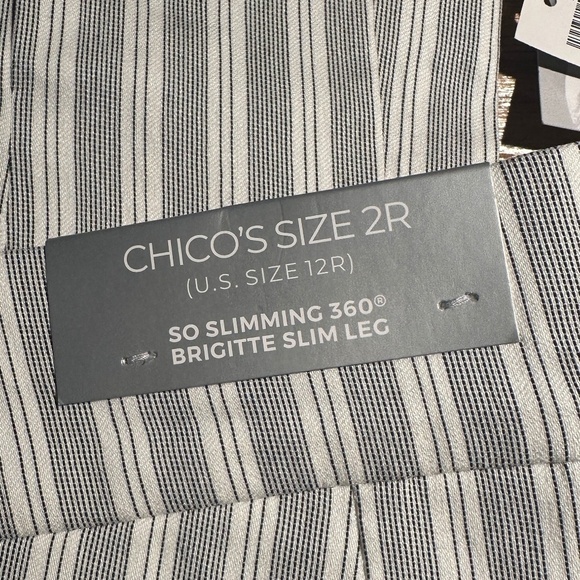 CHICO'S SIZE 2R
(U.S. SIZE 12R)
SO SLIMMING 360®
BRIGITTE SLIM LEG